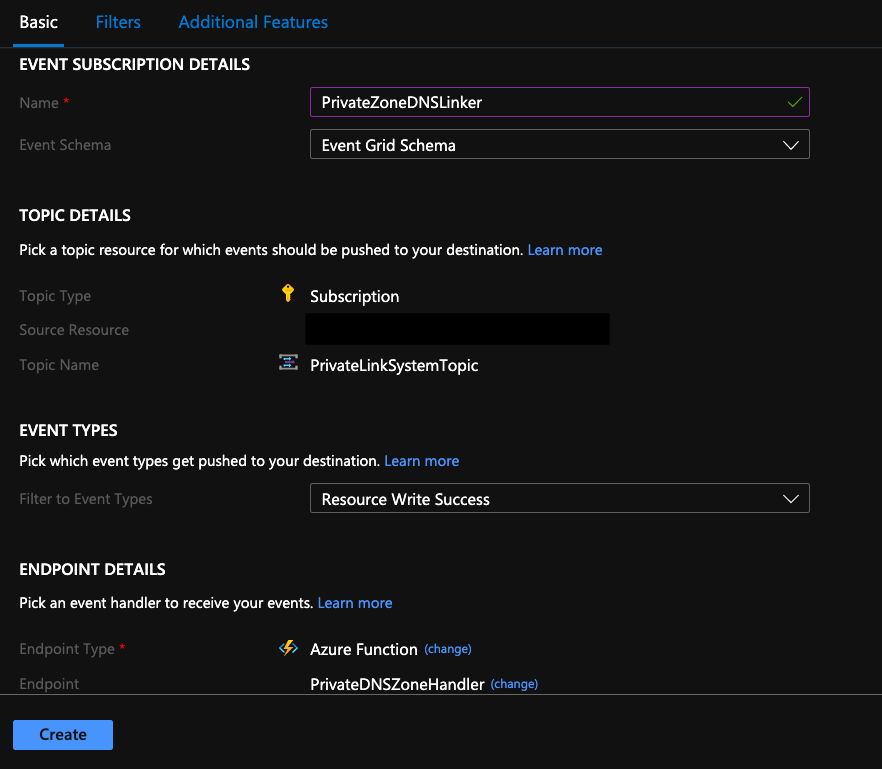 Basic Filters Additional Features
EVENT SUBSCRIPTION DETAILS
Name * PrivateZoneDNSLinker
Event Schema Event Grid Schema
TOPIC DETAILS
Pick a topic resource for which events should be pushed to your destination. Learn more
Topic Type Subscription
Source Resource
Topic Name PrivateLinkSystemTopic
EVENT TYPES
Pick which event types get pushed to your destination. Learn more
Filter to Event Types Resource Write Success
ENDPOINT DETAILS
Pick an event handler to receive your events. Learn more
Endpoint Type * Azure Function (change)
Endpoint PrivateDNSZoneHandler (change)
Create